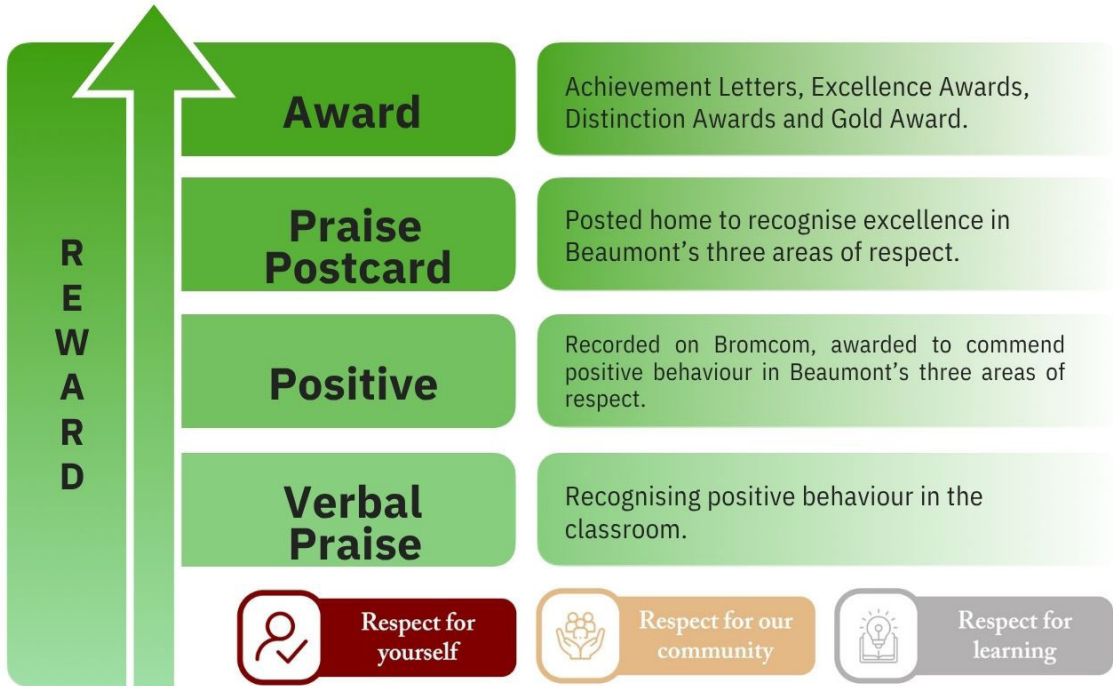 REWARD
Award
Achievement Letters, Excellence Awards,
Distinction Awards and Gold Award.
Praise
Postcard
Posted home to recognise excellence in
Beaumont’s three areas of respect.
Positive
Recorded on Bromcom, awarded to commend
positive behaviour in Beaumont’s three areas of
respect.
Verbal
Praise
Recognising positive behaviour in the
classroom.
Respect for
yourself
Respect for our
community
Respect for
learning